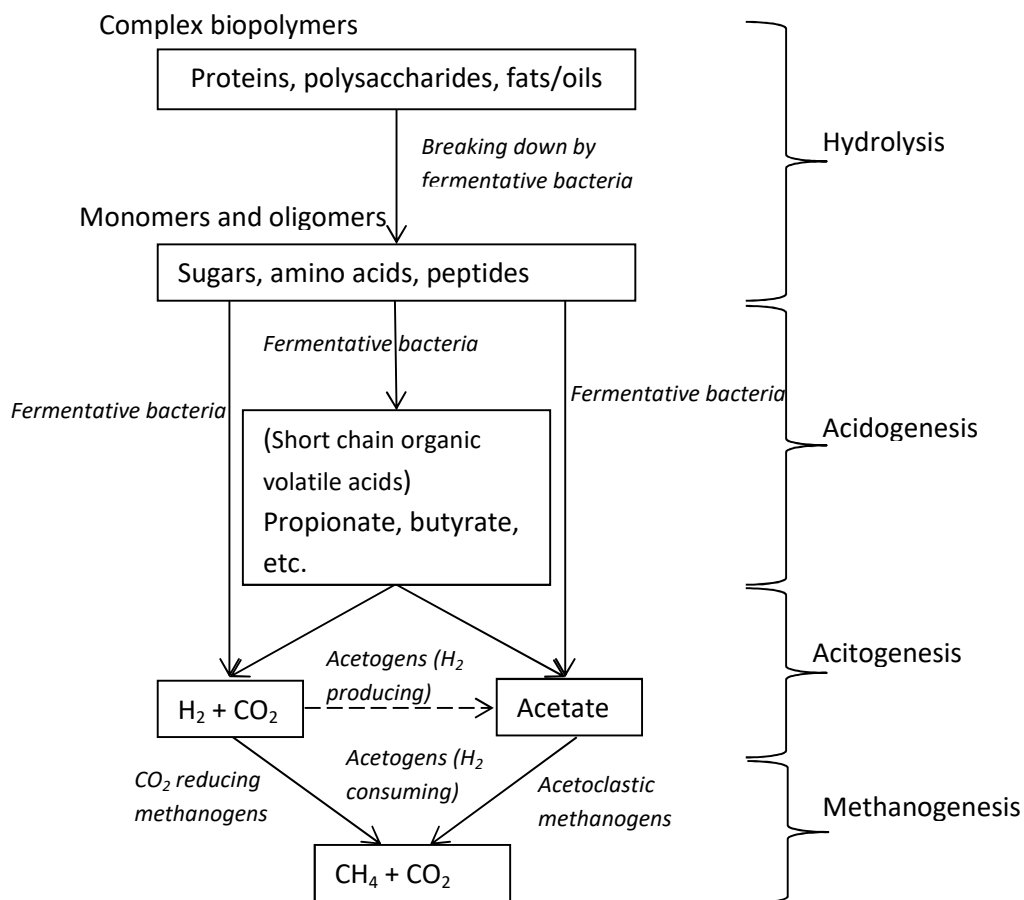 Complex biopolymers
Proteins, polysaccharides, fats/oils
Breaking down by
fermentative bacteria
Hydrolysis
Monomers and oligomers
Sugars, amino acids, peptides
Fermentative bacteria
Fermentative bacteria
Fermentative bacteria
(Short chain organic
volatile acids)
Propionate, butyrate,
etc.
Acidogenesis
Acetogens (H₂
producing)
Acitogenesis
H₂ + CO₂
Acetate
CO₂ reducing
methanogens
Acetogens (H₂
consuming)
Acetoclastic
methanogens
Methanogenesis
CH₄ + CO₂